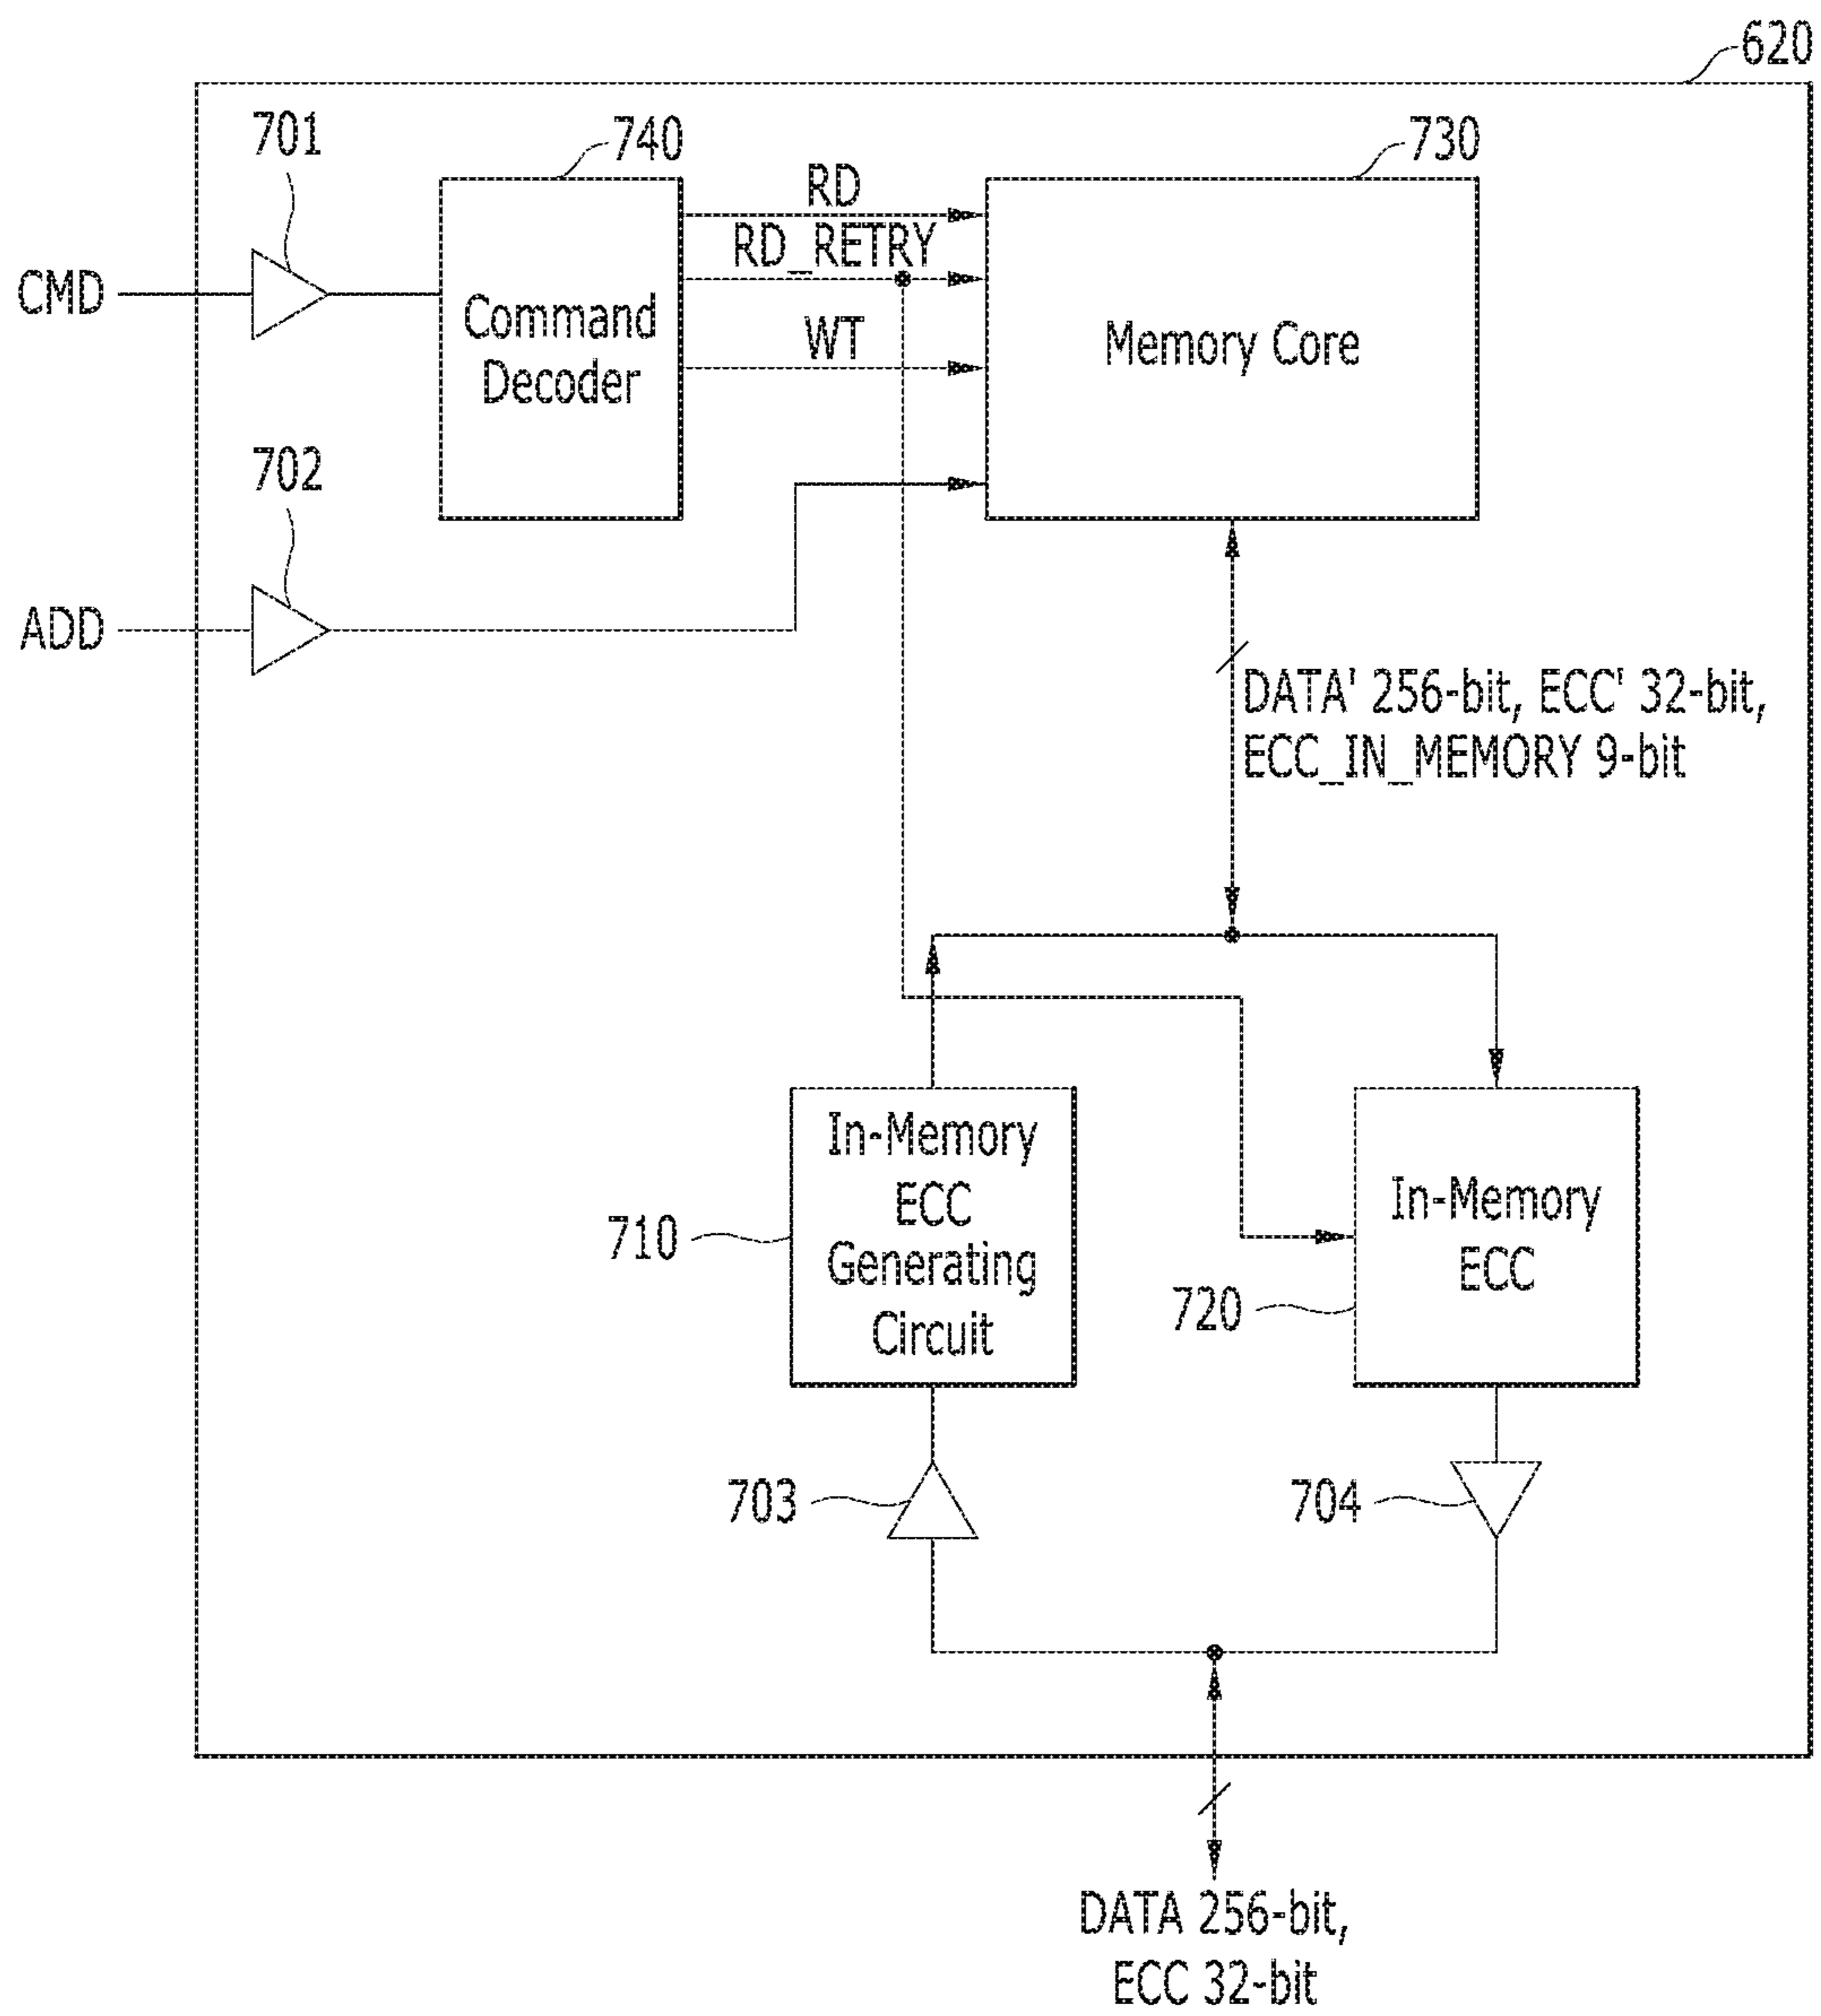 620
701
740
730
RD
RD_RETRY
CMD
Command
Decoder
WT
Memory Core
702
ADD
DATA' 256-bit, ECC' 32-bit,
ECC_IN_MEMORY 9-bit
In-Memory
ECC
Generating
Circuit
710
In-Memory
ECC
720
703
704
DATA 256-bit,
ECC 32-bit